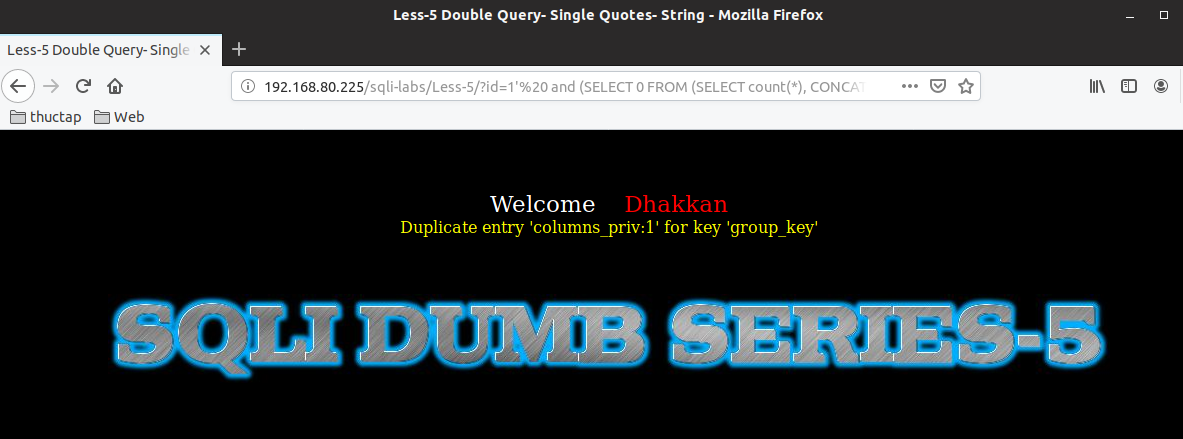 Less-5 Double Query- Single Quotes- String - Mozilla Firefox
Less-5 Double Query- Single
192.168.80.225/sqli-labs/Less-5/?id=1'%20 and (SELECT 0 FROM (SELECT count(*), CONCAT
thuctap Web
Welcome Dhakkan
Duplicate entry 'columns_priv:1' for key 'group_key'
SQLI DUMB SERIES-5